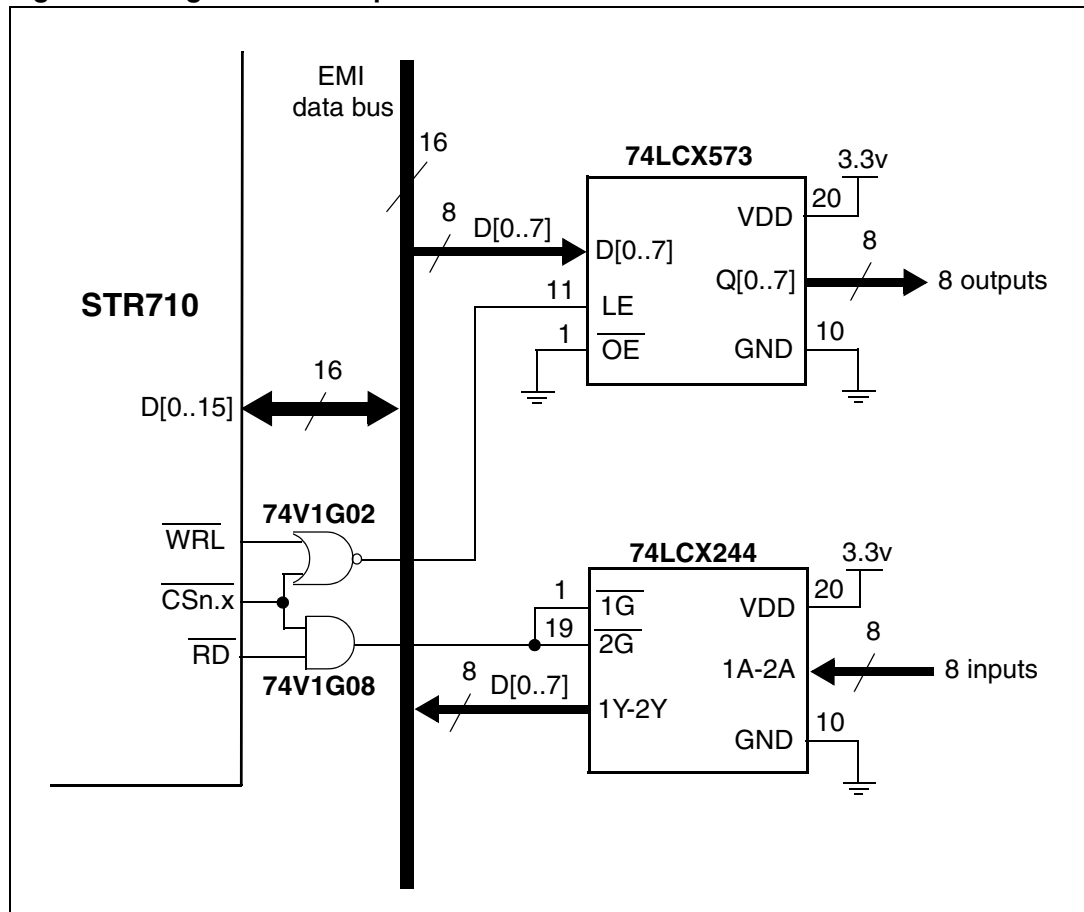 EMI
data bus
16
74LCX573
3.3v
20
VDD
8
D[0..7]
D[0..7]
8
Q[0..7]
8 outputs
STR710
11
LE
1
OE
10
GND
16
D[0..15]
74V1G02
WRL
CSn.x
RD
74V1G08
74LCX244
3.3v
20
VDD
1
1G
19
2G
8
1A-2A
8 inputs
8
D[0..7]
1Y-2Y
10
GND